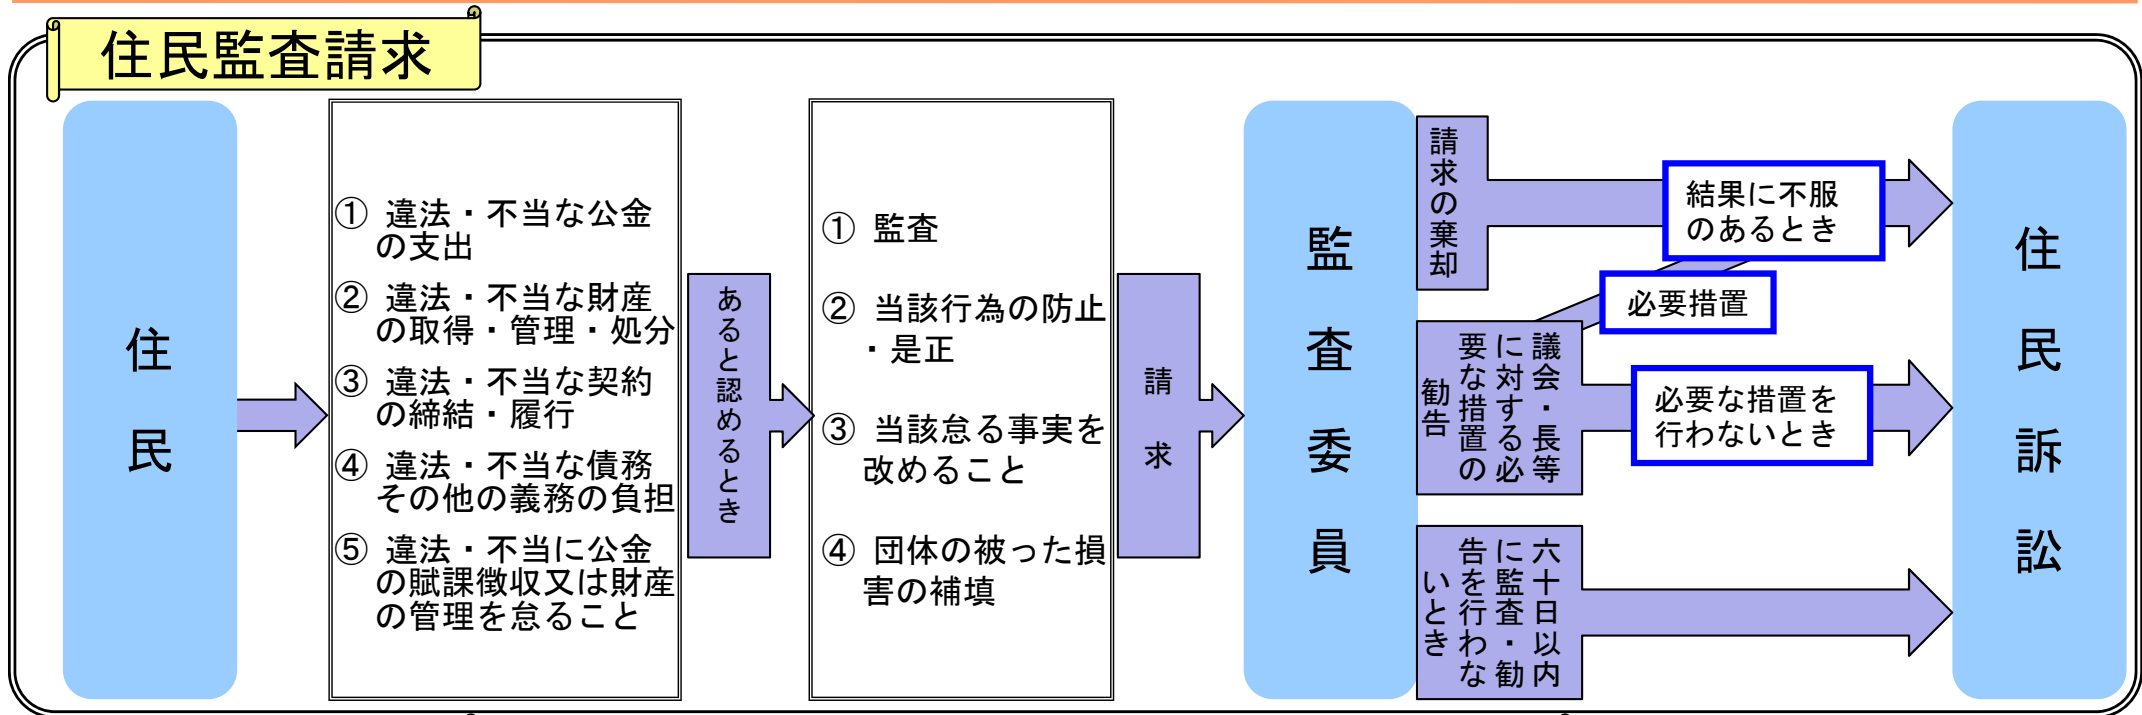 住民監査請求
住民
① 違法・不当な公金
の支出
② 違法・不当な財産
の取得・管理・処分
③ 違法・不当な契約
の締結・履行
④ 違法・不当な債務
その他の義務の負担
⑤ 違法・不当に公金
の賦課徴収又は財産
の管理を怠ること
あると認めるとき
① 監査
② 当該行為の防止
・是正
③ 当該怠る事実を
改めること
④ 団体の被った損
害の補填
請求
監査委員
請求の棄却
結果に不服
のあるとき
必要措置
議会・長等
に対する必
要な措置の
勧告
必要な措置を
行わないとき
六十日以内
に監査・勧
告を行わな
いとき
住民訴訟